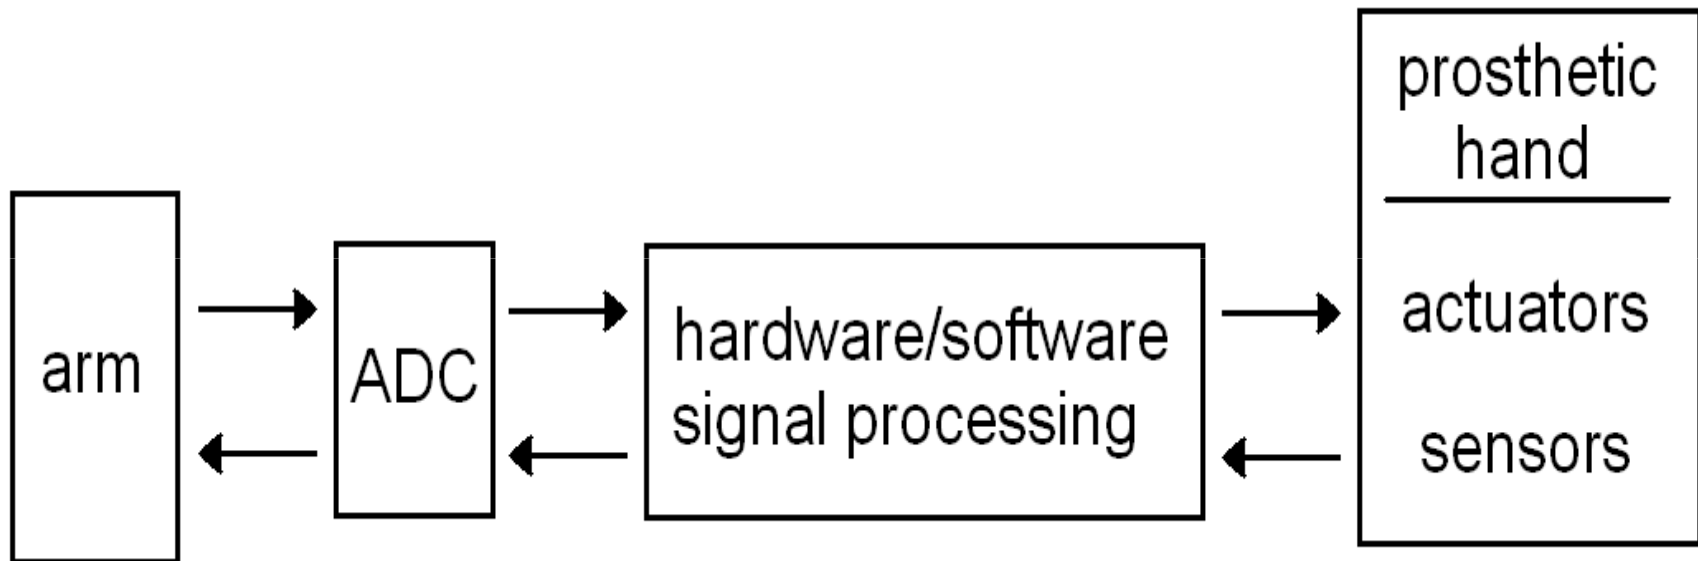 arm
ADC
hardware/software
signal processing
prosthetic
hand
actuators
sensors